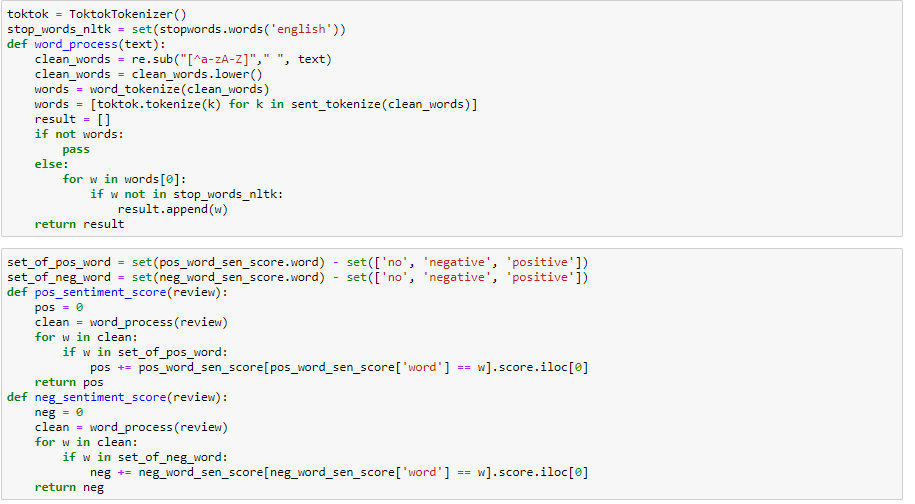 toktok = ToktokTokenizer()
stop_words_nltk = set(stopwords.words('english'))
def word_process(text):
    clean_words = re.sub("[^a-zA-Z]"," ", text)
    clean_words = clean_words.lower()
    words = word_tokenize(clean_words)
    words = [toktok.tokenize(k) for k in sent_tokenize(clean_words)]
    result = []
    if not words:
        pass
    else:
        for w in words[0]:
            if w not in stop_words_nltk:
                result.append(w)
    return result
set_of_pos_word = set(pos_word_sen_score.word) - set(['no', 'negative', 'positive'])
set_of_neg_word = set(neg_word_sen_score.word) - set(['no', 'negative', 'positive'])
def pos_sentiment_score(review):
    pos = 0
    clean = word_process(review)
    for w in clean:
        if w in set_of_pos_word:
            pos += pos_word_sen_score[pos_word_sen_score['word'] == w].score.iloc[0]
    return pos
def neg_sentiment_score(review):
    neg = 0
    clean = word_process(review)
    for w in clean:
        if w in set_of_neg_word:
            neg += neg_word_sen_score[neg_word_sen_score['word'] == w].score.iloc[0]
    return neg